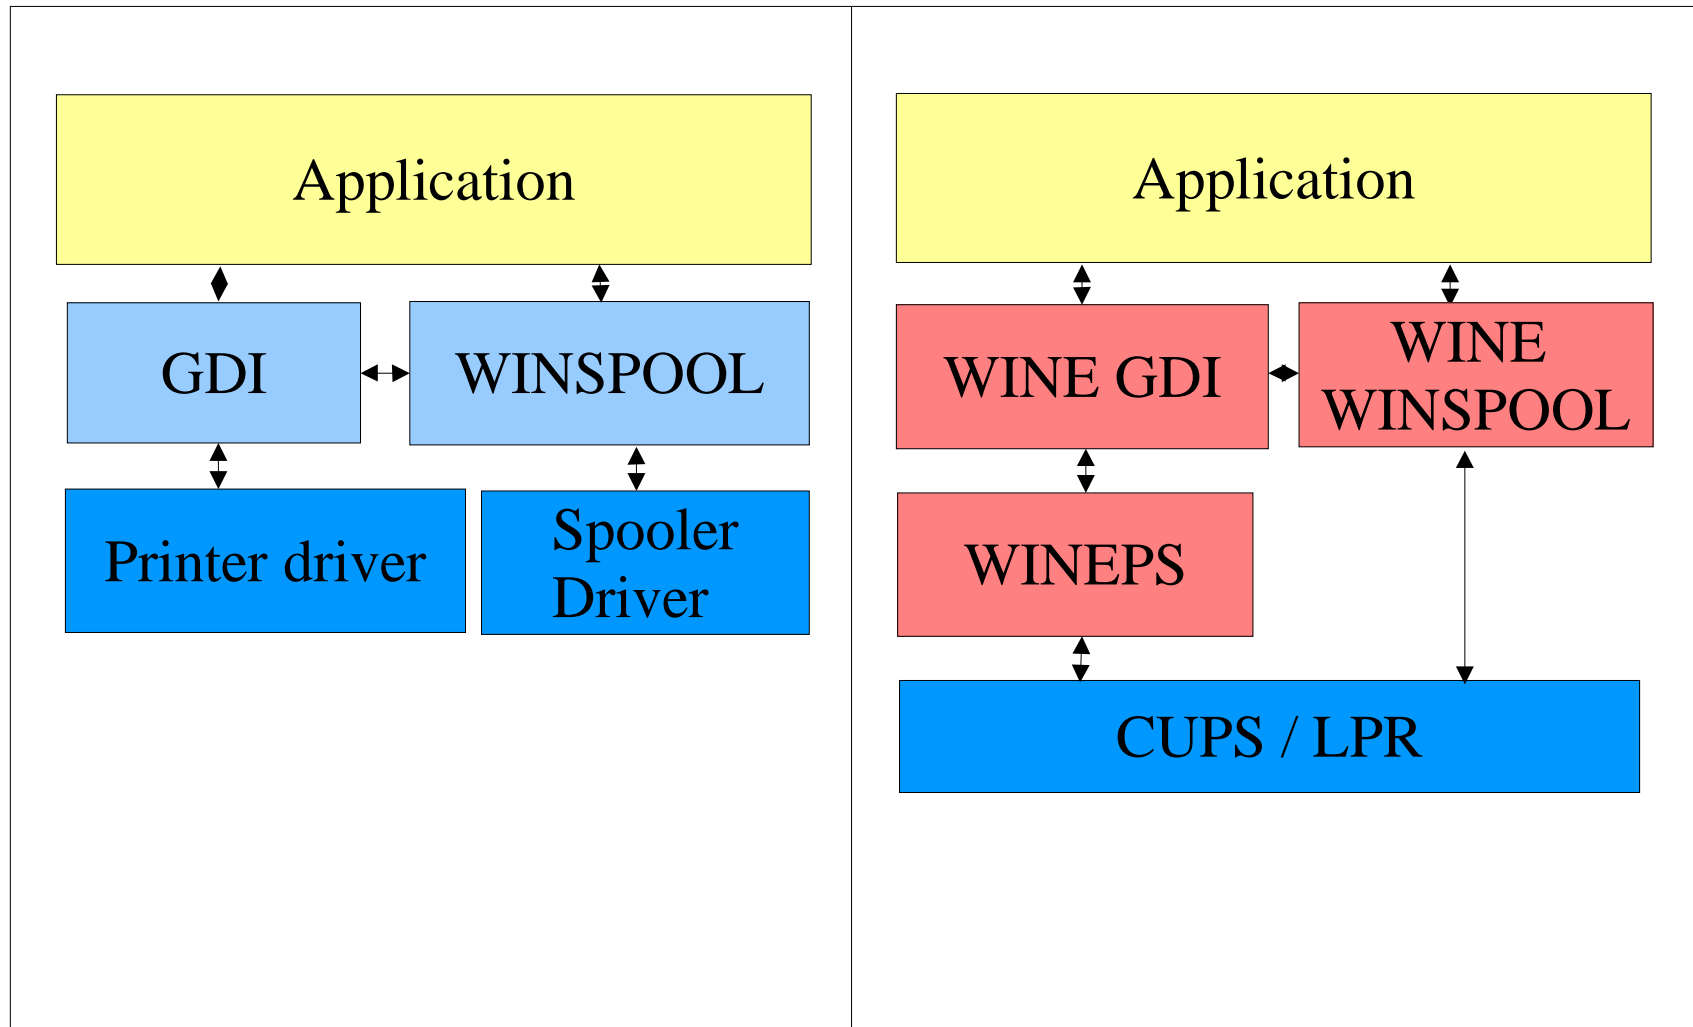 Application
GDI
WINSPOOL
Printer driver
Spooler
Driver
Application
WINE GDI
WINE
WINSPOOL
WINEPS
CUPS / LPR